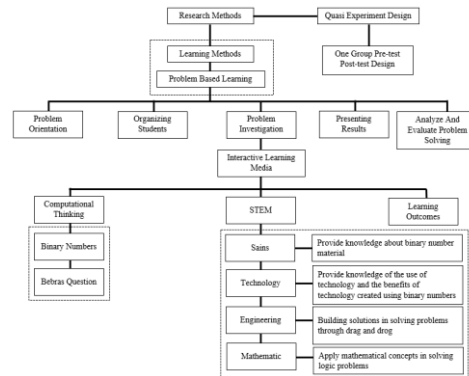 Research Methods
Quasi Experiment Design
Learning Methods
One Group Pre-test
Post-test Design
Problem Based Learning
Problem
Orientation
Organizing
Students
Problem
Investigation
Presenting
Results
Analyze And
Evaluate Problem
Solving
Interactive Learning
Media
Computational
Thinking
STEM
Learning
Outcomes
Binary Numbers
Bebras Question
Sains
Provide knowledge about binary number
material
Technology
Provide knowledge of the use of
technology and the benefits of
technology created using binary numbers
Engineering
Building solutions in solving problems
through drag and drog
Mathematic
Apply mathematical concepts in solving
logic problems